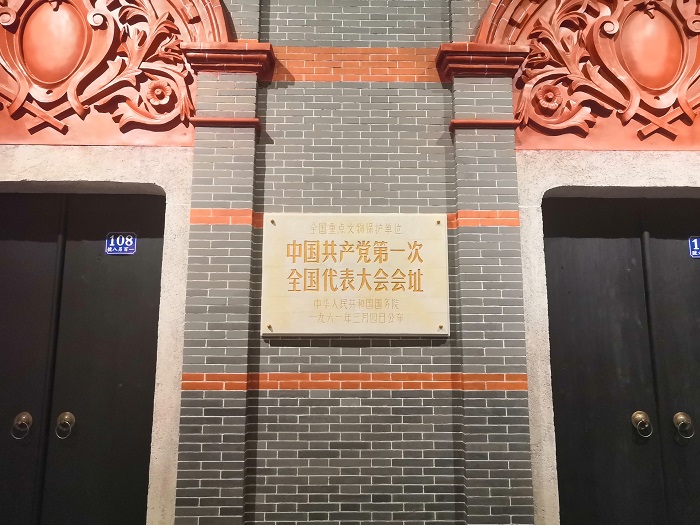 108
全国重点文物保护单位
中国共产党第一次
全国代表大会会址
中华人民共和国国务院
一九六一年三月四日公布